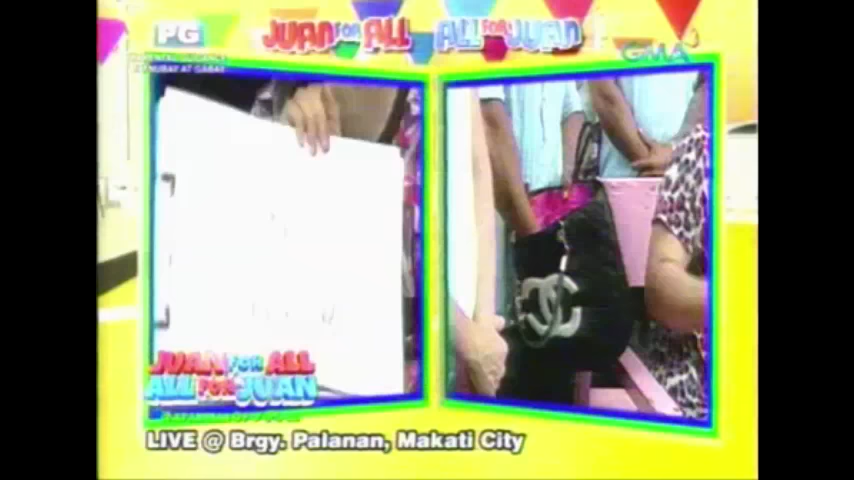 PG
JUAN FOR ALL ALL FOR JUAN
GMA
JUAN FOR ALL
ALL FOR JUAN
LIVE @ Brgy. Palanan, Makati City